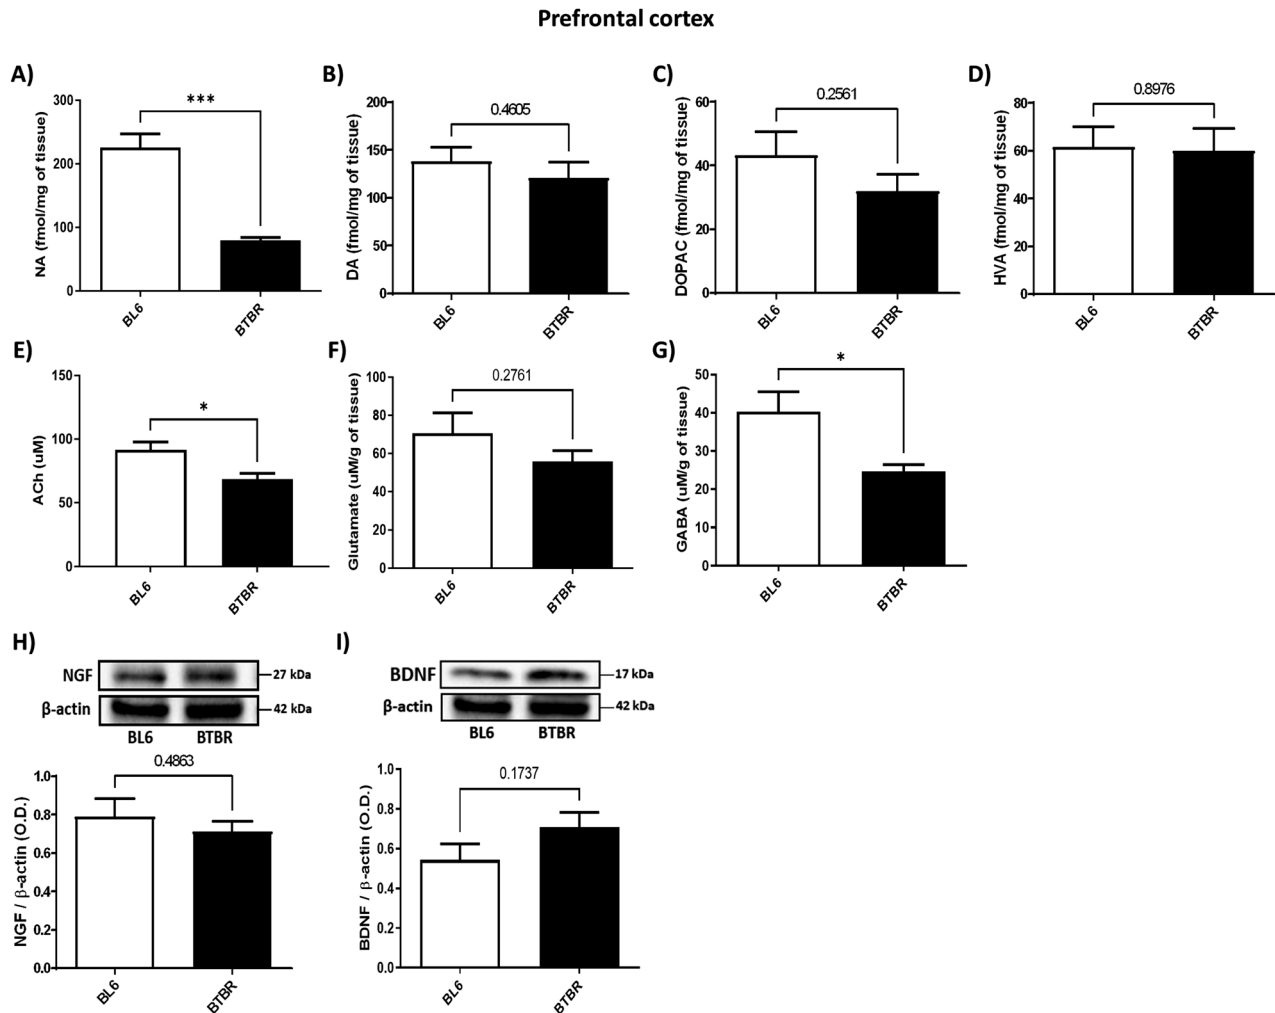 Prefrontal cortex
A)
NA (fmol/mg of tissue)
300
200
100
0
***
BL6
BTBR
B)
DA (fmol/mg of tissue)
200
150
100
50
0
0.4605
BL6
BTBR
C)
DOPAC (fmol/mg of tissue)
60
40
20
0
0.2561
BL6
BTBR
D)
HVA (fmol/mg of tissue)
80
60
40
20
0
0.8976
BL6
BTBR
E)
ACh (uM)
150
100
50
0
*
BL6
BTBR
F)
Glutamate (uM/g of tissue)
100
80
60
40
20
0
0.2761
BL6
BTBR
G)
GABA (uM/g of tissue)
50
40
30
20
10
0
*
BL6
BTBR
H)
NGF
27 kDa
β-actin
42 kDa
BL6 BTBR
NGF / β-actin (O.D.)
1.0
0.8
0.6
0.4
0.2
0.0
0.4863
BL6
BTBR
I)
BDNF
17 kDa
β-actin
42 kDa
BL6 BTBR
BDNF / β-actin (O.D.)
1.0
0.8
0.6
0.4
0.2
0.0
0.1737
BL6
BTBR